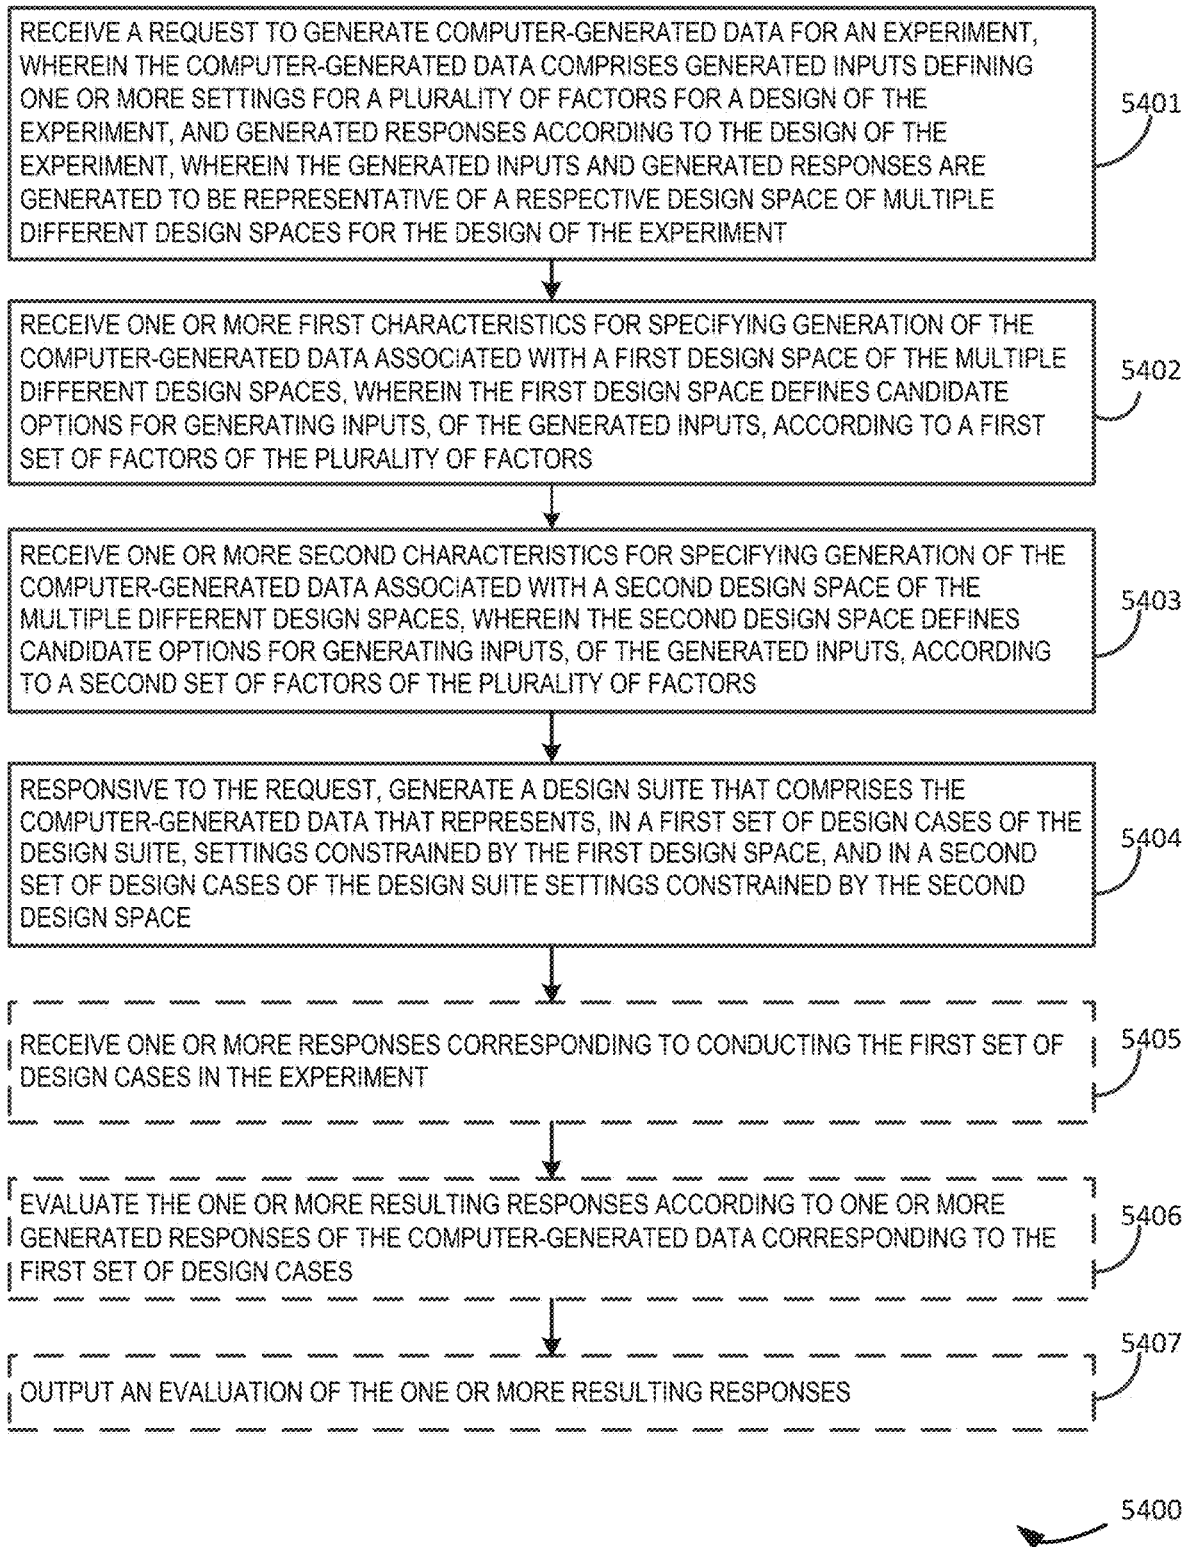 RECEIVE A REQUEST TO GENERATE COMPUTER-GENERATED DATA FOR AN EXPERIMENT,
WHEREIN THE COMPUTER-GENERATED DATA COMPRISES GENERATED INPUTS DEFINING
ONE OR MORE SETTINGS FOR A PLURALITY OF FACTORS FOR A DESIGN OF THE
EXPERIMENT, AND GENERATED RESPONSES ACCORDING TO THE DESIGN OF THE
EXPERIMENT, WHEREIN THE GENERATED INPUTS AND GENERATED RESPONSES ARE
GENERATED TO BE REPRESENTATIVE OF A RESPECTIVE DESIGN SPACE OF MULTIPLE
DIFFERENT DESIGN SPACES FOR THE DESIGN OF THE EXPERIMENT
5401
RECEIVE ONE OR MORE FIRST CHARACTERISTICS FOR SPECIFYING GENERATION OF THE
COMPUTER-GENERATED DATA ASSOCIATED WITH A FIRST DESIGN SPACE OF THE MULTIPLE
DIFFERENT DESIGN SPACES, WHEREIN THE FIRST DESIGN SPACE DEFINES CANDIDATE
OPTIONS FOR GENERATING INPUTS, OF THE GENERATED INPUTS, ACCORDING TO A FIRST
SET OF FACTORS OF THE PLURALITY OF FACTORS
5402
RECEIVE ONE OR MORE SECOND CHARACTERISTICS FOR SPECIFYING GENERATION OF THE
COMPUTER-GENERATED DATA ASSOCIATED WITH A SECOND DESIGN SPACE OF THE
MULTIPLE DIFFERENT DESIGN SPACES, WHEREIN THE SECOND DESIGN SPACE DEFINES
CANDIDATE OPTIONS FOR GENERATING INPUTS, OF THE GENERATED INPUTS, ACCORDING
TO A SECOND SET OF FACTORS OF THE PLURALITY OF FACTORS
5403
RESPONSIVE TO THE REQUEST, GENERATE A DESIGN SUITE THAT COMPRISES THE
COMPUTER-GENERATED DATA THAT REPRESENTS, IN A FIRST SET OF DESIGN CASES OF THE
DESIGN SUITE, SETTINGS CONSTRAINED BY THE FIRST DESIGN SPACE, AND IN A SECOND
SET OF DESIGN CASES OF THE DESIGN SUITE SETTINGS CONSTRAINED BY THE SECOND
DESIGN SPACE
5404
RECEIVE ONE OR MORE RESPONSES CORRESPONDING TO CONDUCTING THE FIRST SET OF
DESIGN CASES IN THE EXPERIMENT
5405
EVALUATE THE ONE OR MORE RESULTING RESPONSES ACCORDING TO ONE OR MORE
GENERATED RESPONSES OF THE COMPUTER-GENERATED DATA CORRESPONDING TO THE
FIRST SET OF DESIGN CASES
5406
OUTPUT AN EVALUATION OF THE ONE OR MORE RESULTING RESPONSES
5407
5400